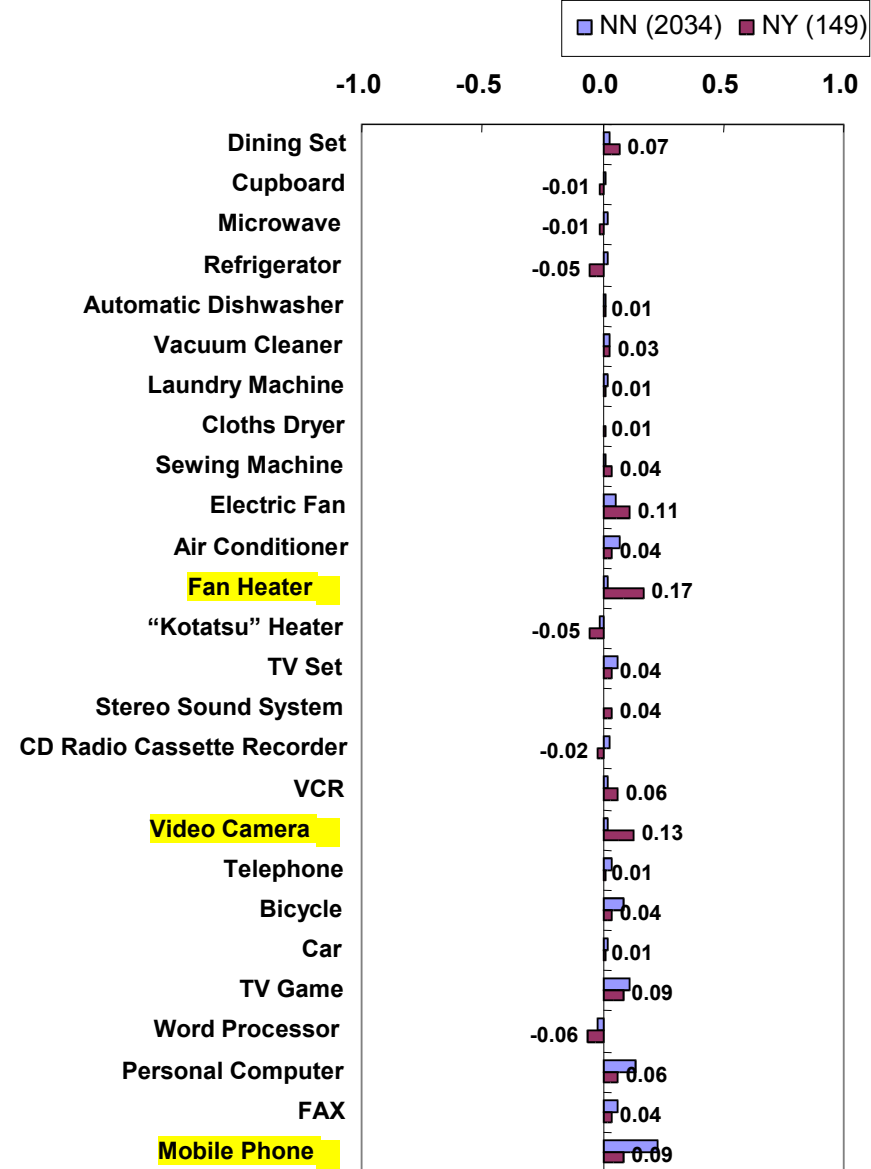 NN (2034) NY (149)
-1.0 -0.5 0.0 0.5 1.0
Dining Set 0.07
Cupboard -0.01
Microwave -0.01
Refrigerator -0.05
Automatic Dishwasher 0.01
Vacuum Cleaner 0.03
Laundry Machine 0.01
Cloths Dryer 0.01
Sewing Machine 0.04
Electric Fan 0.11
Air Conditioner 0.04
Fan Heater 0.17
“Kotatsu” Heater -0.05
TV Set 0.04
Stereo Sound System 0.04
CD Radio Cassette Recorder -0.02
VCR 0.06
Video Camera 0.13
Telephone 0.01
Bicycle 0.04
Car 0.01
TV Game 0.09
Word Processor -0.06
Personal Computer 0.06
FAX 0.04
Mobile Phone 0.09